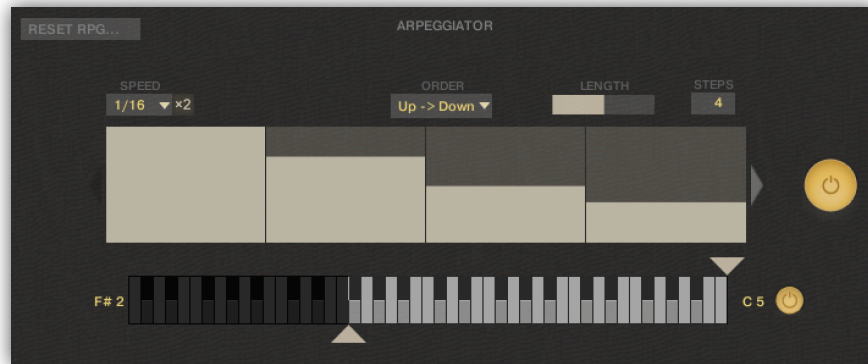 ARPEGGIATOR
RESET RPG...
SPEED
ORDER
LENGTH
STEPS
1/16
×2
Up -> Down
4
F# 2
C 5